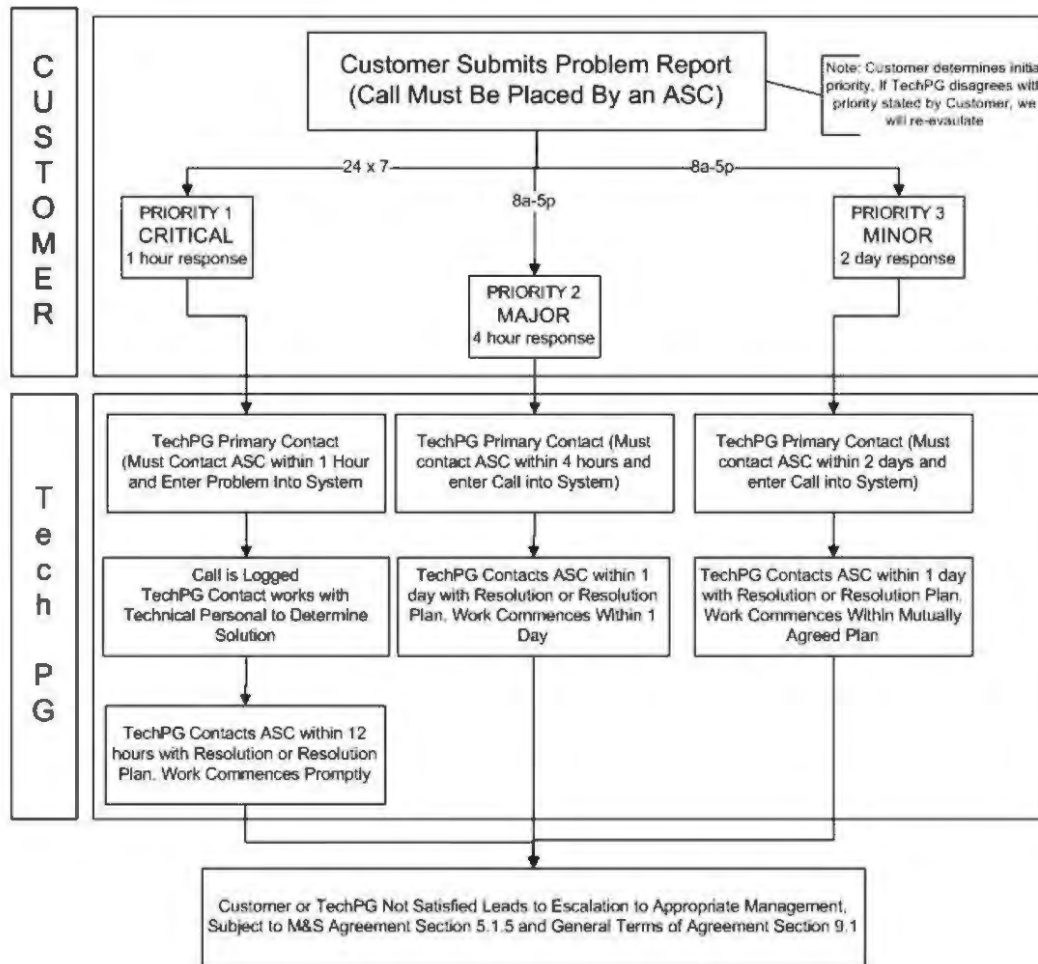 CUSTOMER
Customer Submits Problem Report
(Call Must Be Placed By an ASC)
Note: Customer determines initia
priority. If TechPG disagrees with
priority stated by Customer, we
will re-evaulate
24 x 7
8a-5p
8a-5p
PRIORITY 1
CRITICAL
1 hour response
PRIORITY 2
MAJOR
4 hour response
PRIORITY 3
MINOR
2 day response
Tech PG
TechPG Primary Contact
(Must Contact ASC within 1 Hour
and Enter Problem Into System
TechPG Primary Contact (Must
contact ASC within 4 hours and
enter Call into System)
TechPG Primary Contact (Must
contact ASC within 2 days and
enter Call into System)
Call is Logged
TechPG Contact works with
Technical Personal to Determine
Solution
TechPG Contacts ASC within 1
day with Resolution or Resolution
Plan. Work Commences Within 1
Day
TechPG Contacts ASC within 1 day
with Resolution or Resolution Plan.
Work Commences Within Mutually
Agreed Plan
TechPG Contacts ASC within 12
hours with Resolution or Resolution
Plan. Work Commences Promptly
Customer or TechPG Not Satisfied Leads to Escalation to Appropriate Management,
Subject to M&S Agreement Section 5.1.5 and General Terms of Agreement Section 9.1